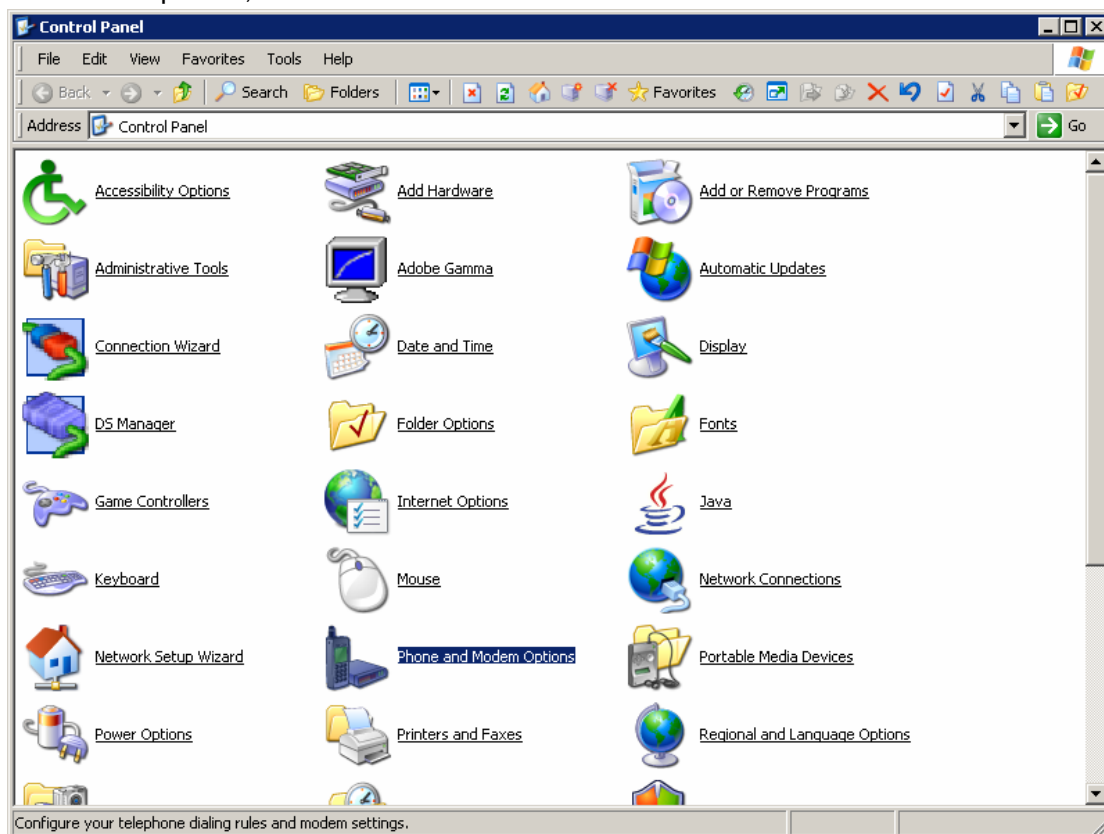 Control Panel
File Edit View Favorites Tools Help
Back Search Folders Favorites
Address Control Panel Go
Accessibility Options Add Hardware Add or Remove Programs
Administrative Tools Adobe Gamma Automatic Updates
Connection Wizard Date and Time Display
DS Manager Folder Options Fonts
Game Controllers Internet Options Java
Keyboard Mouse Network Connections
Network Setup Wizard Phone and Modem Options Portable Media Devices
Power Options Printers and Faxes Regional and Language Options
Configure your telephone dialing rules and modem settings.